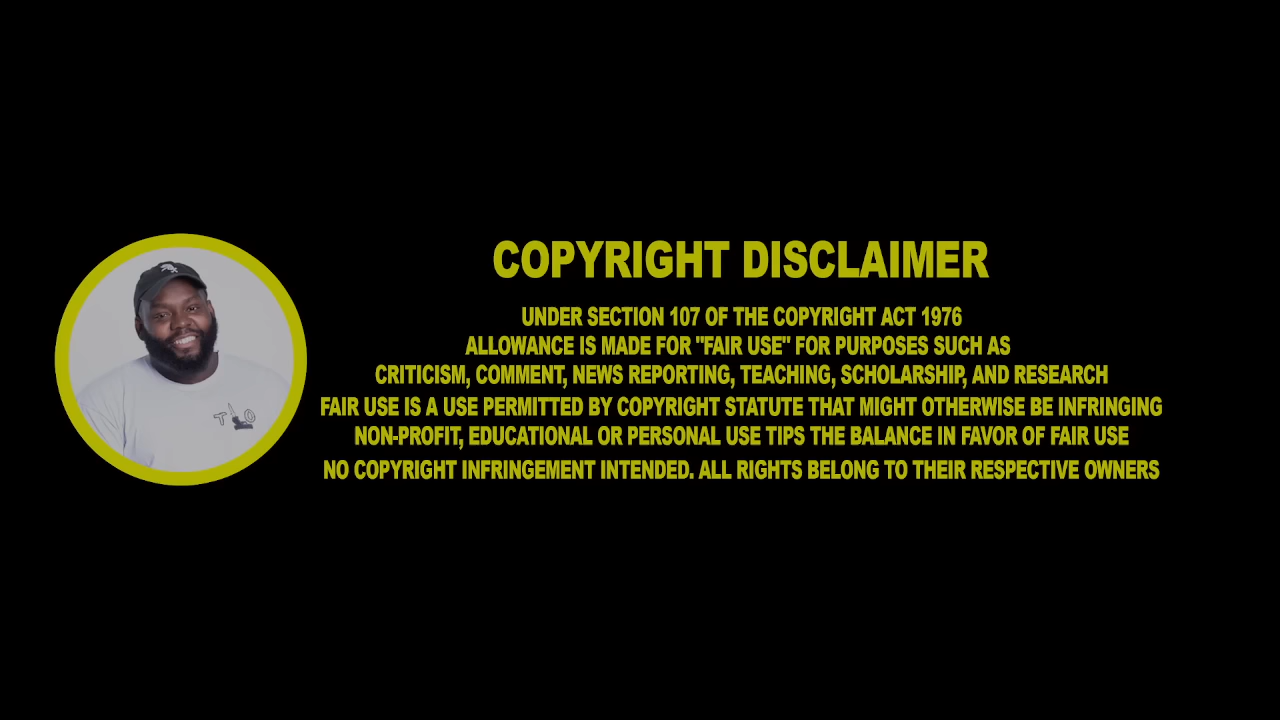 COPYRIGHT DISCLAIMER
UNDER SECTION 107 OF THE COPYRIGHT ACT 1976
ALLOWANCE IS MADE FOR "FAIR USE" FOR PURPOSES SUCH AS
CRITICISM, COMMENT, NEWS REPORTING, TEACHING, SCHOLARSHIP, AND RESEARCH
FAIR USE IS A USE PERMITTED BY COPYRIGHT STATUTE THAT MIGHT OTHERWISE BE INFRINGING
NON-PROFIT, EDUCATIONAL OR PERSONAL USE TIPS THE BALANCE IN FAVOR OF FAIR USE
NO COPYRIGHT INFRINGEMENT INTENDED. ALL RIGHTS BELONG TO THEIR RESPECTIVE OWNERS